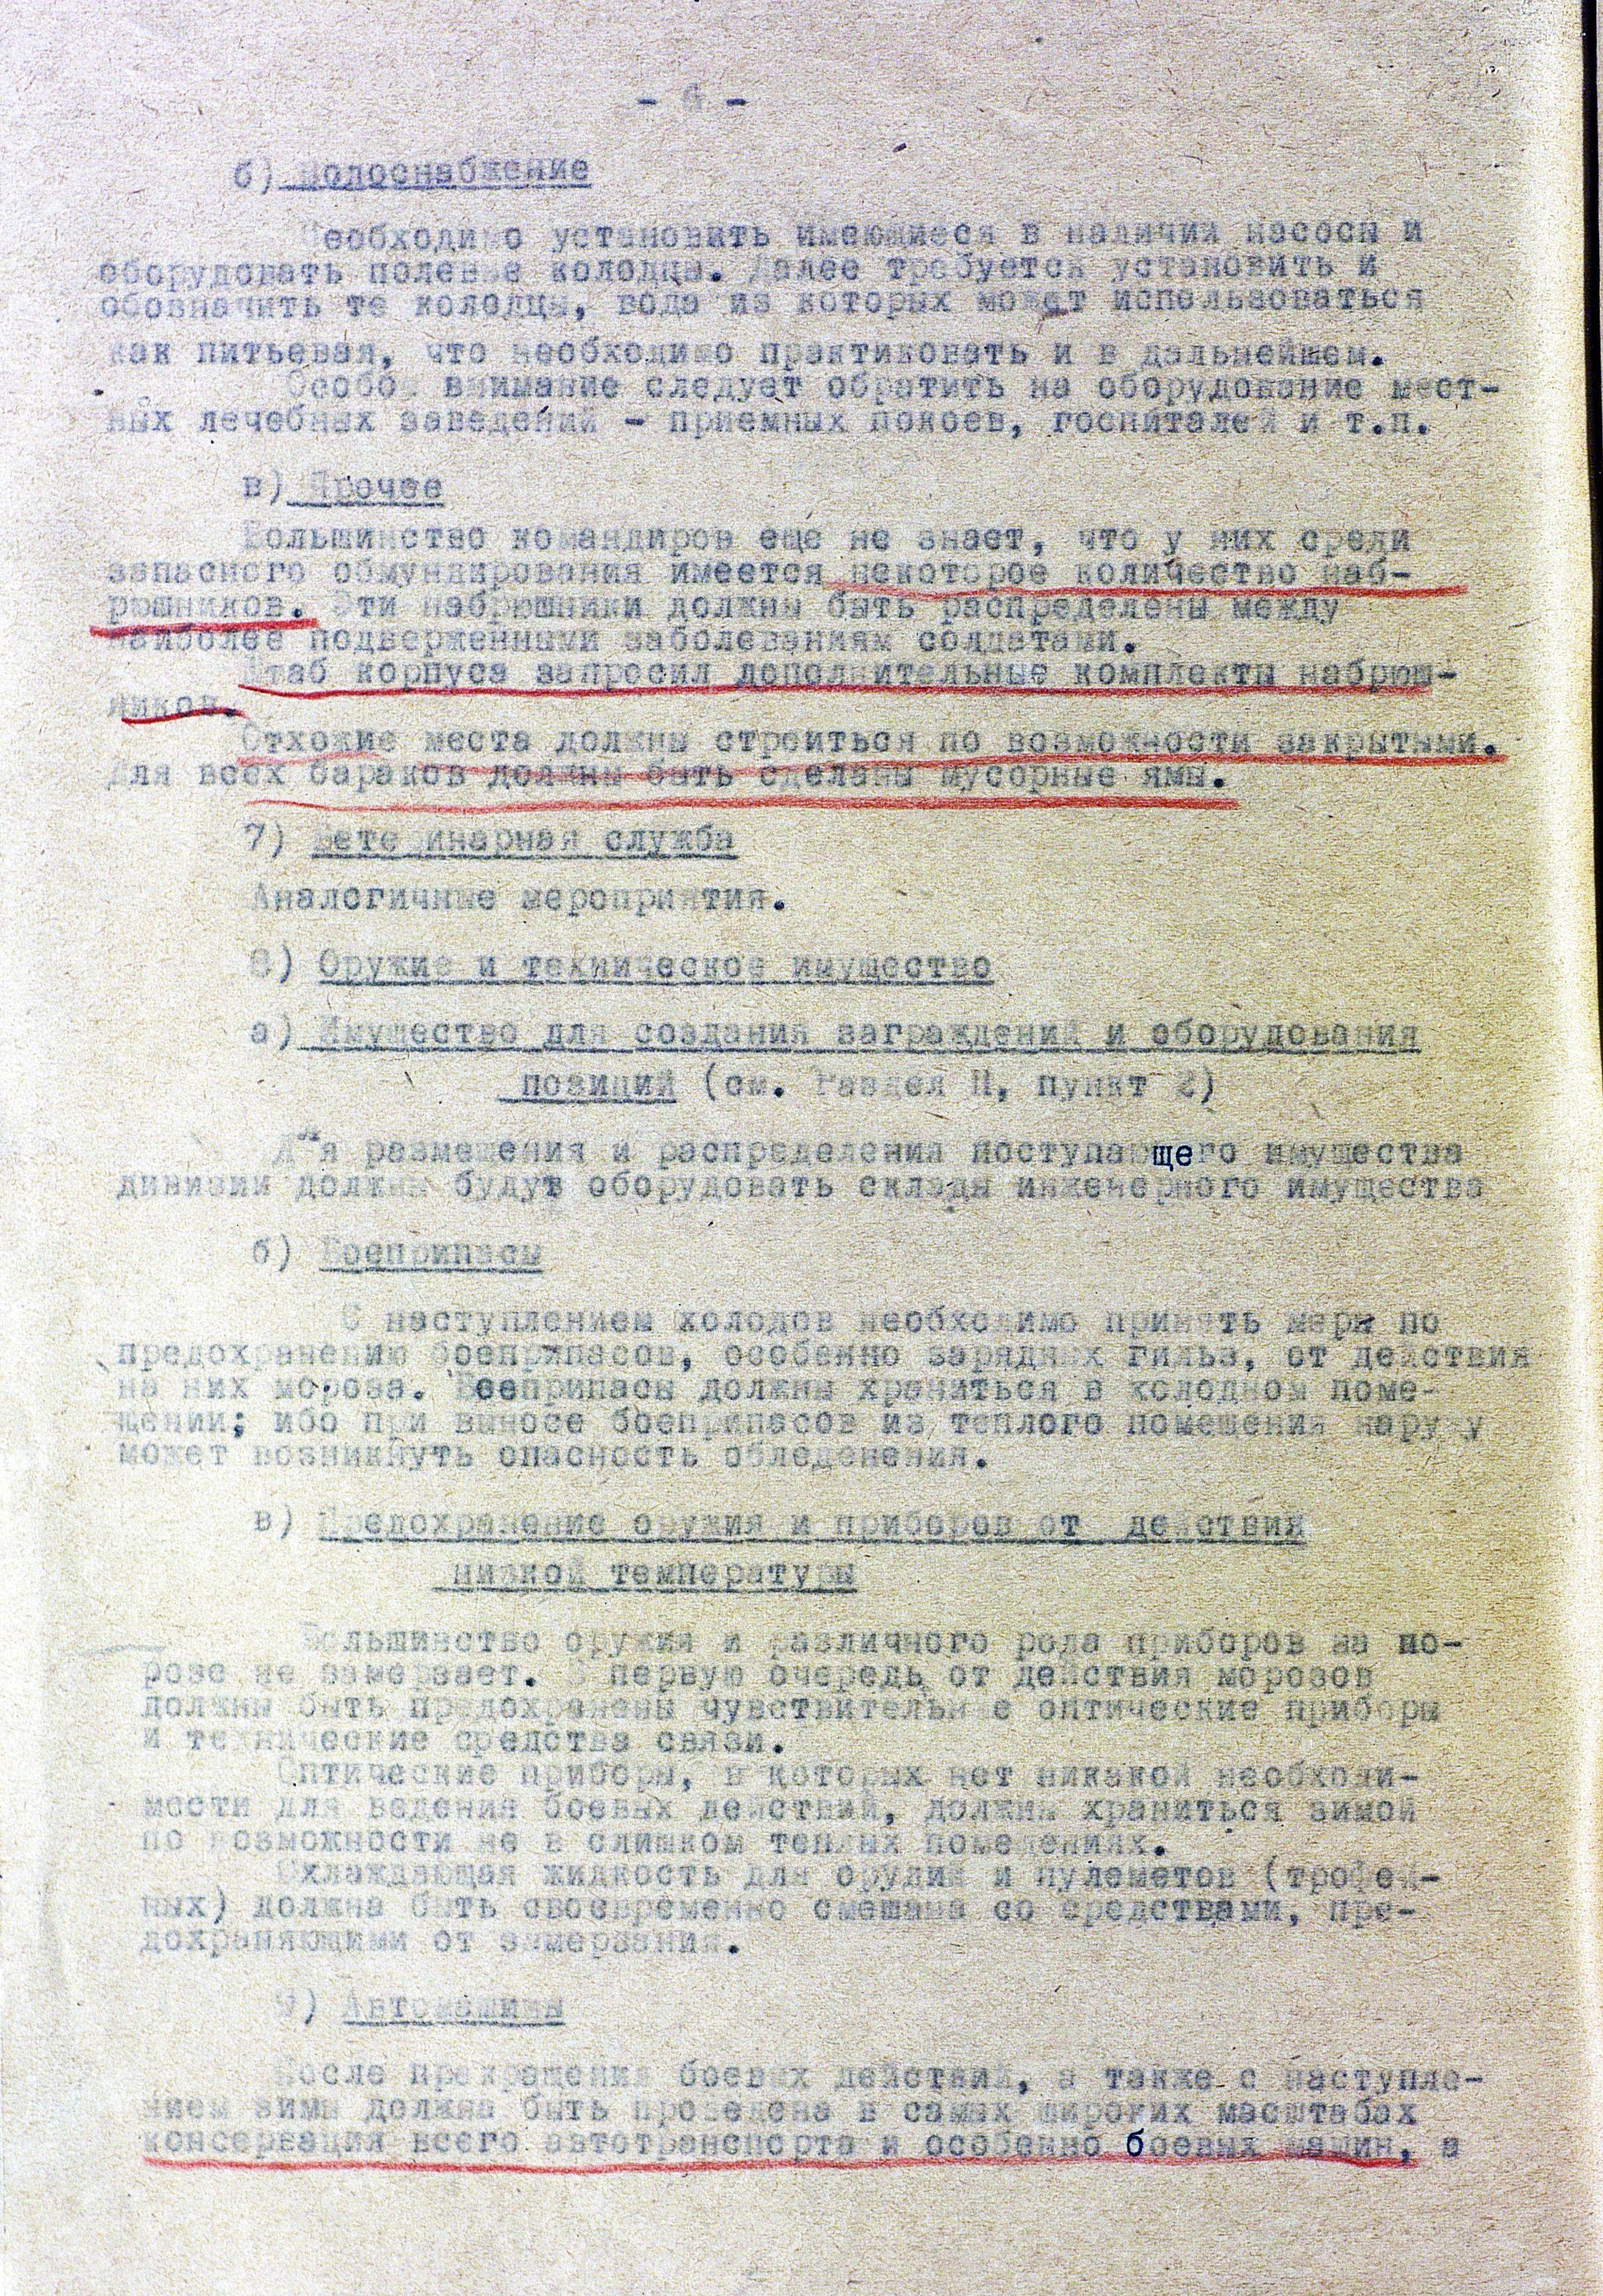 - 6 -
б) Водоснабжение
Необходимо установить имеющиеся в наличии насосы и
оборудовать полевые колодцы. Далее требуется установить и
обозначить те колодцы, вода из которых может использоваться
как питьевая, что необходимо практиковать и в дальнейшем.
Особое внимание следует обратить на оборудование мест-
ных лечебных заведений - приемных покоев, госпиталей и т.п.
в) Прочее
Большинство командиров еще не знает, что у них среди
запасного обмундирования имеется некоторое количество наб-
рюшников. Эти набрюшники должны быть распределены между
наиболее подверженными заболеваниям солдатами.
Штаб корпуса запросил дополнительные комплекты набрюш-
ников.
Отхожие места должны строиться по возможности закрытыми.
Для всех бараков должны быть сделаны мусорные ямы.
7) Ветеринарная служба
Аналогичные мероприятия.
8) Оружие и техническое имущество
а) Имущество для создания заграждений и оборудования
позиций (см. Раздел II, пункт 2)
Для размещения и распределения поступающего имущества
дивизии должны будут оборудовать склады инженерного имущества
б) Боеприпасы
С наступлением холодов необходимо принять меры по
предохранению боеприпасов, особенно зарядных гильз, от действия
на них мороза. Боеприпасы должны храниться в холодном поме-
щении; ибо при выносе боеприпасов из теплого помещения наружу
может возникнуть опасность обледенения.
в) Предохранение оружия и приборов от действия
низкой температуры
Большинство оружия и различного рода приборов на мо-
розе не замерзает. В первую очередь от действия морозов
должны быть предохранены чувствительные оптические приборы
и технические средства связи.
Оптические приборы, в которых нет никакой необходи-
мости для ведения боевых действий, должны храниться зимой
по возможности не в слишком теплых помещениях.
Охлаждающая жидкость для орудий и пулеметов (трофей-
ных) должна быть своевременно смешана со средствами, пре-
дохраняющими от замерзания.
9) Автомашины
После прекращения боевых действий, а также с наступле-
нием зимы должна быть проведена в самых широких масштабах
консервация всего автотранспорта и особенно боевых машин, а